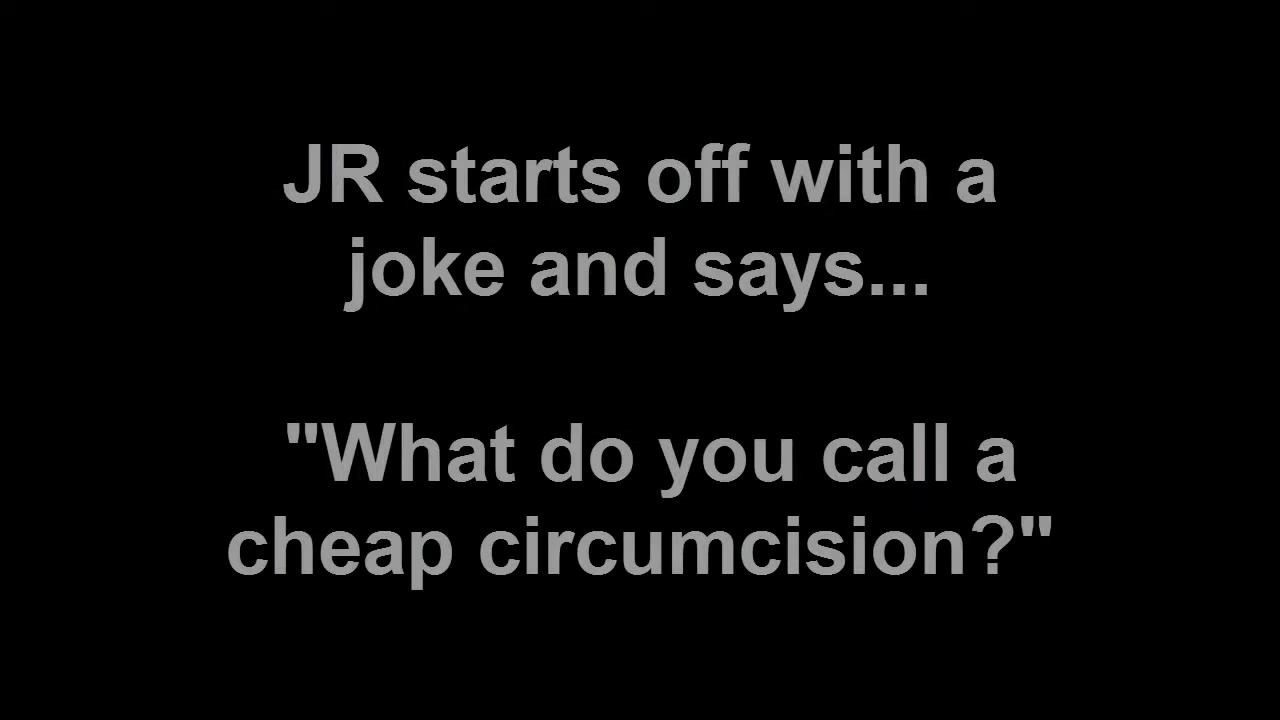 JR starts off with a
joke and says...
"What do you call a
cheap circumcision?"